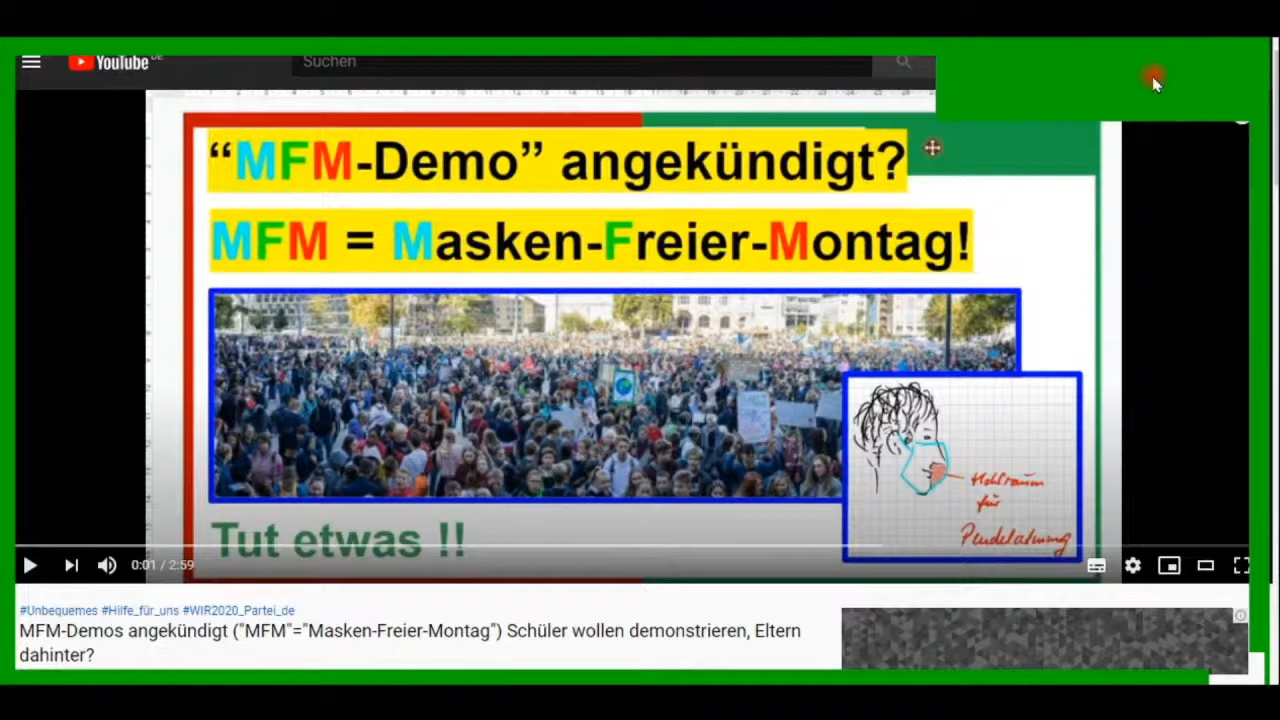 YouTube DE
Suchen
“MFM-Demo” angekündigt?
MFM = Masken-Freier-Montag!
Hohlraum
für
Pendelatmung
Tut etwas !!
0:01 / 2:59
#Unbequemes #Hilfe_für_uns #WIR2020_Partei_de
MFM-Demos angekündigt ("MFM"="Masken-Freier-Montag") Schüler wollen demonstrieren, Eltern
dahinter?